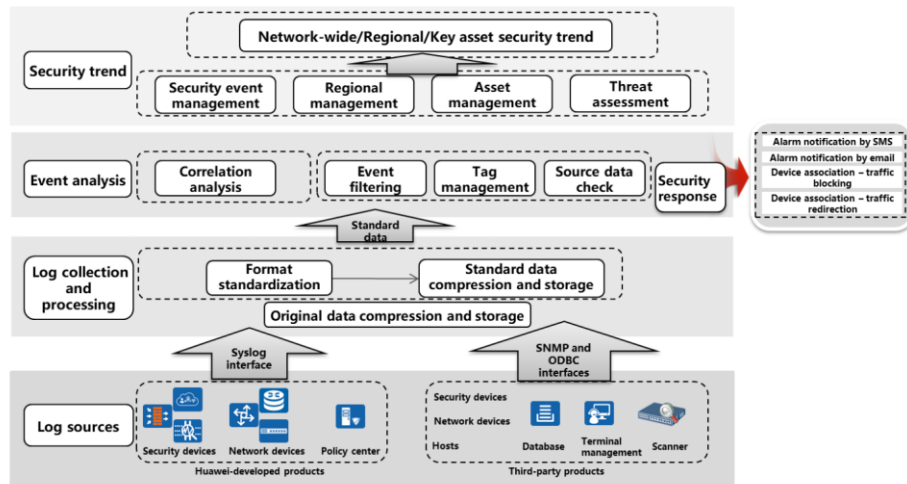 Network-wide/Regional/Key asset security trend
Security trend
Security event
management
Regional
management
Asset
management
Threat
assessment
Event analysis
Correlation
analysis
Event
filtering
Tag
management
Source data
check
Security
response
Alarm notification by SMS
Alarm notification by email
Device association – traffic
blocking
Device association – traffic
redirection
Standard
data
Log collection
and
processing
Format
standardization
Standard data
compression and storage
Original data compression and storage
Syslog
interface
SNMP and
ODBC
interfaces
Log sources
Security devices
Network devices
Policy center
Huawei-developed products
Security devices
Network devices
Hosts
Database
Terminal
management
Scanner
Third-party products